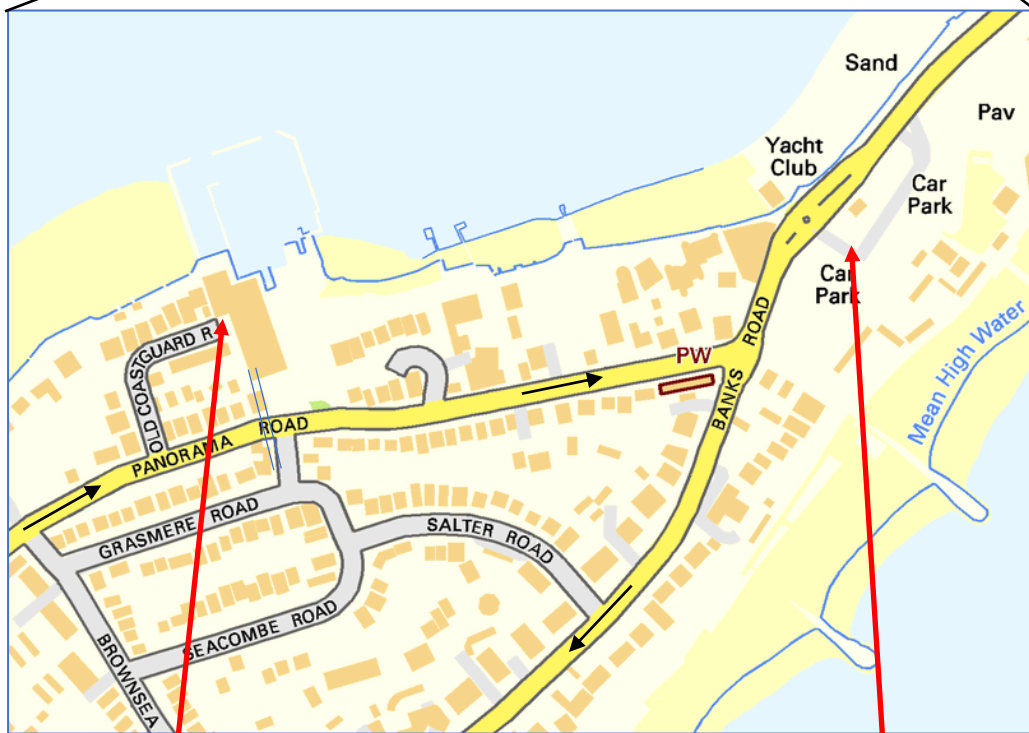 Sand
Pav
Yacht
Club
Car
Park
Car
Park
OLD COASTGUARD R
PW
BANKS ROAD
Mean High Water
PANORAMA ROAD
GRASMERE ROAD
SALTER ROAD
SEACOMBE ROAD
BROWNSEA